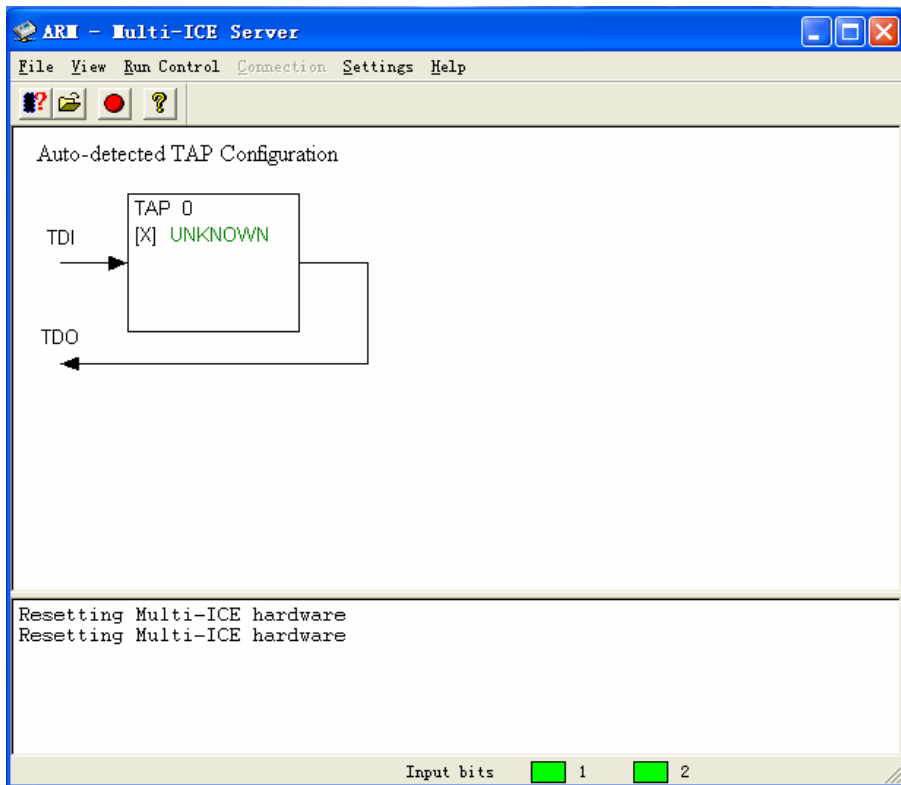 ARM - Multi-ICE Server
File View Run Control Connection Settings Help
Auto-detected TAP Configuration
TAP 0
[X] UNKNOWN
TDI
TDO
Resetting Multi-ICE hardware
Resetting Multi-ICE hardware
Input bits 1 2